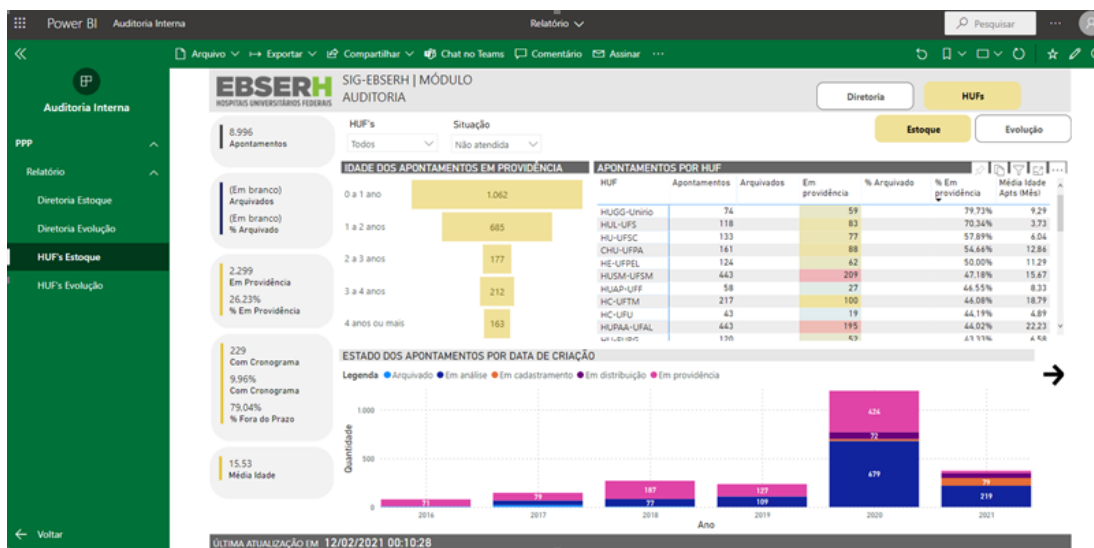 Power BI Auditoria Interna Relatório Pesquisar
Arquivo Exportar Compartilhar Chat no Teams Comentário Assinar
Auditoria Interna
PPP
Relatório
Diretoria Estoque
Diretoria Evolução
HUF's Estoque
HUF's Evolução
Voltar
EBSERH
HOSPITAIS UNIVERSITÁRIOS FEDERAIS
SIG-EBSERH | MÓDULO
AUDITORIA
Diretoria HUFs
Estoque Evolução
HUF's Situação
Todos Não atendida
8.996
Apontamentos
(Em branco)
Arquivados
(Em branco)
% Arquivado
2.299
Em Providência
26.23%
% Em Providência
229
Com Cronograma
9.96%
Com Cronograma
79.04%
% Fora do Prazo
15.53
Média Idade
IDADE DOS APONTAMENTOS EM PROVIDÊNCIA
0 a 1 ano 1.062
1 a 2 anos 685
2 a 3 anos 177
3 a 4 anos 212
4 anos ou mais 163
APONTAMENTOS POR HUF
HUF Apontamentos Arquivados Em providência % Arquivado % Em providência Média Idade Apts (Mês)
HUGG-Unirio 74 59 79,73% 9,29
HUL-UFS 118 83 70,34% 3,73
HU-UFSC 133 77 57,89% 6,04
CHU-UFPA 161 88 54,66% 12,86
HE-UFPEL 124 62 50,00% 11,29
HUSM-UFSM 443 209 47,18% 15,67
HUAP-UFF 58 27 46,55% 8,33
HC-UFTM 217 100 46,08% 18,79
HC-UFU 43 19 44,19% 4,89
HUPAA-UFAL 443 195 44,02% 22,23
HU-FURG 120 52 43,33% 6,58
ESTADO DOS APONTAMENTOS POR DATA DE CRIAÇÃO
Legenda Arquivado Em análise Em cadastramento Em distribuição Em providência
Quantidade
1.000
500
0
71
79
187
77
127
109
424
72
679
79
219
2016 2017 2018 2019 2020 2021
Ano
ÚLTIMA ATUALIZAÇÃO EM 12/02/2021 00:10:28